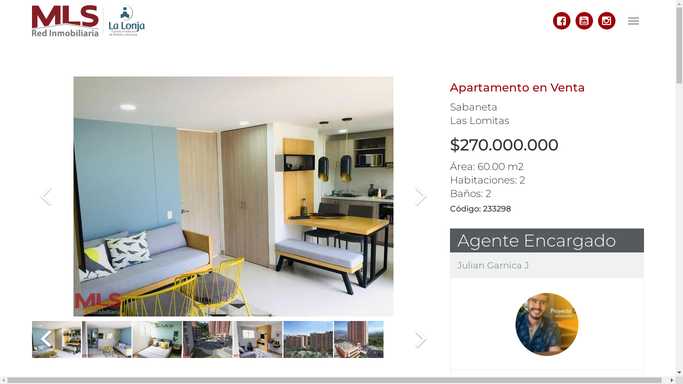 MLS
Red Inmobiliaria
La Lonja
Apartamento en Venta
Sabaneta
Las Lomitas
$270.000.000
Área: 60.00 m2
Habitaciones: 2
Baños: 2
Código: 233298
Agente Encargado
Julian Garnica J
MLS